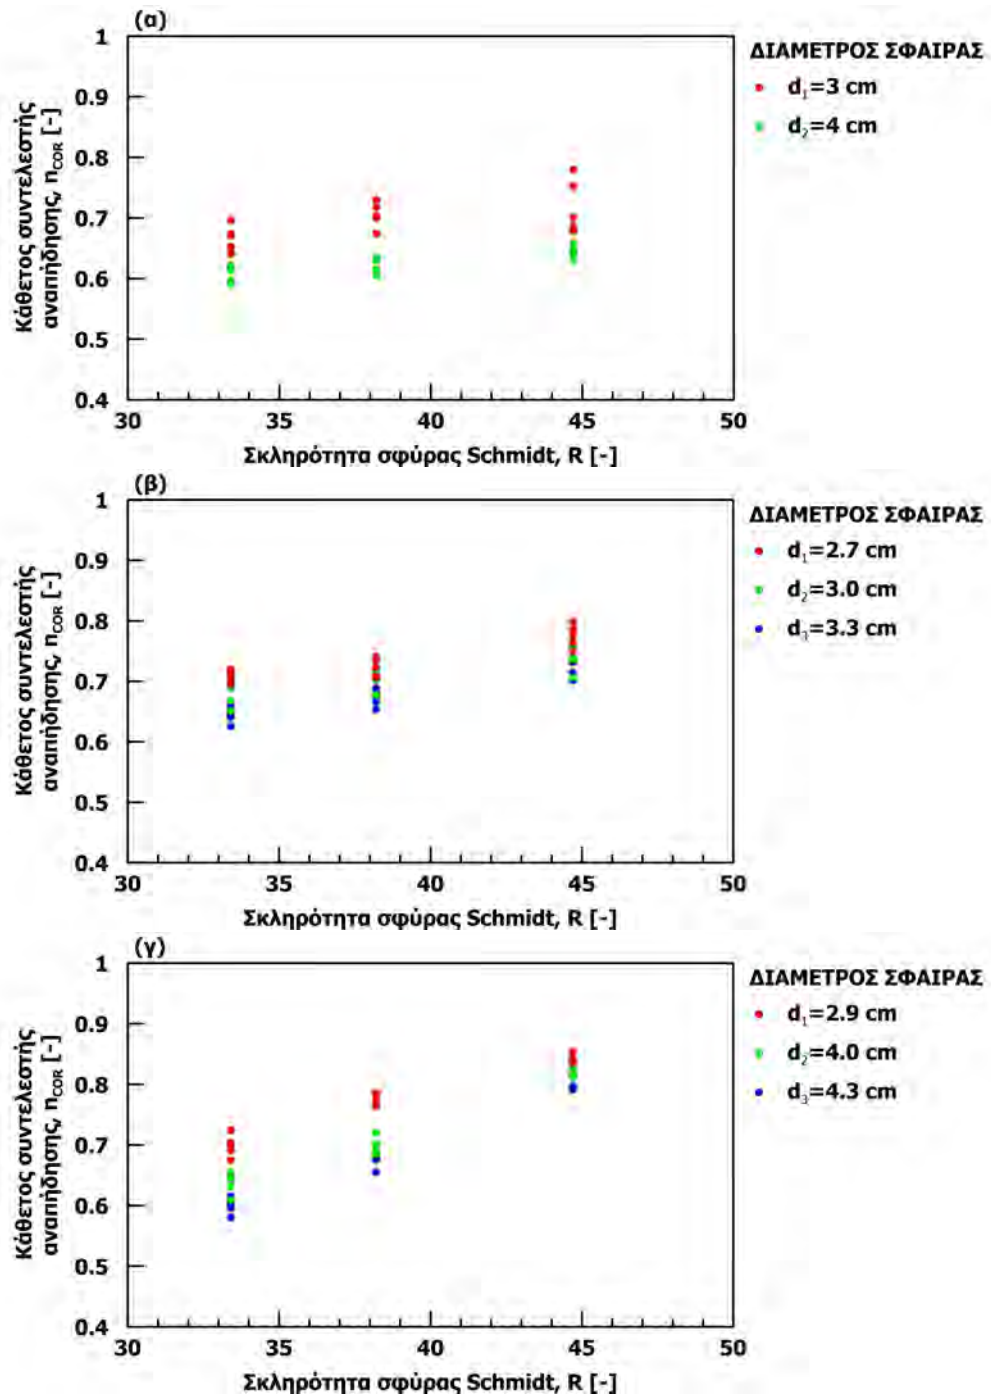 (α)
1
0.9
0.8
0.7
0.6
0.5
0.4
Κάθετος συντελεστής
αναπήδησης, nCOR [-]
30 35 40 45 50
Σκληρότητα σφύρας Schmidt, R [-]
ΔΙΑΜΕΤΡΟΣ ΣΦΑΙΡΑΣ
d1=3 cm
d2=4 cm
(β)
1
0.9
0.8
0.7
0.6
0.5
0.4
Κάθετος συντελεστής
αναπήδησης, nCOR [-]
30 35 40 45 50
Σκληρότητα σφύρας Schmidt, R [-]
ΔΙΑΜΕΤΡΟΣ ΣΦΑΙΡΑΣ
d1=2.7 cm
d2=3.0 cm
d3=3.3 cm
(γ)
1
0.9
0.8
0.7
0.6
0.5
0.4
Κάθετος συντελεστής
αναπήδησης, nCOR [-]
30 35 40 45 50
Σκληρότητα σφύρας Schmidt, R [-]
ΔΙΑΜΕΤΡΟΣ ΣΦΑΙΡΑΣ
d1=2.9 cm
d2=4.0 cm
d3=4.3 cm